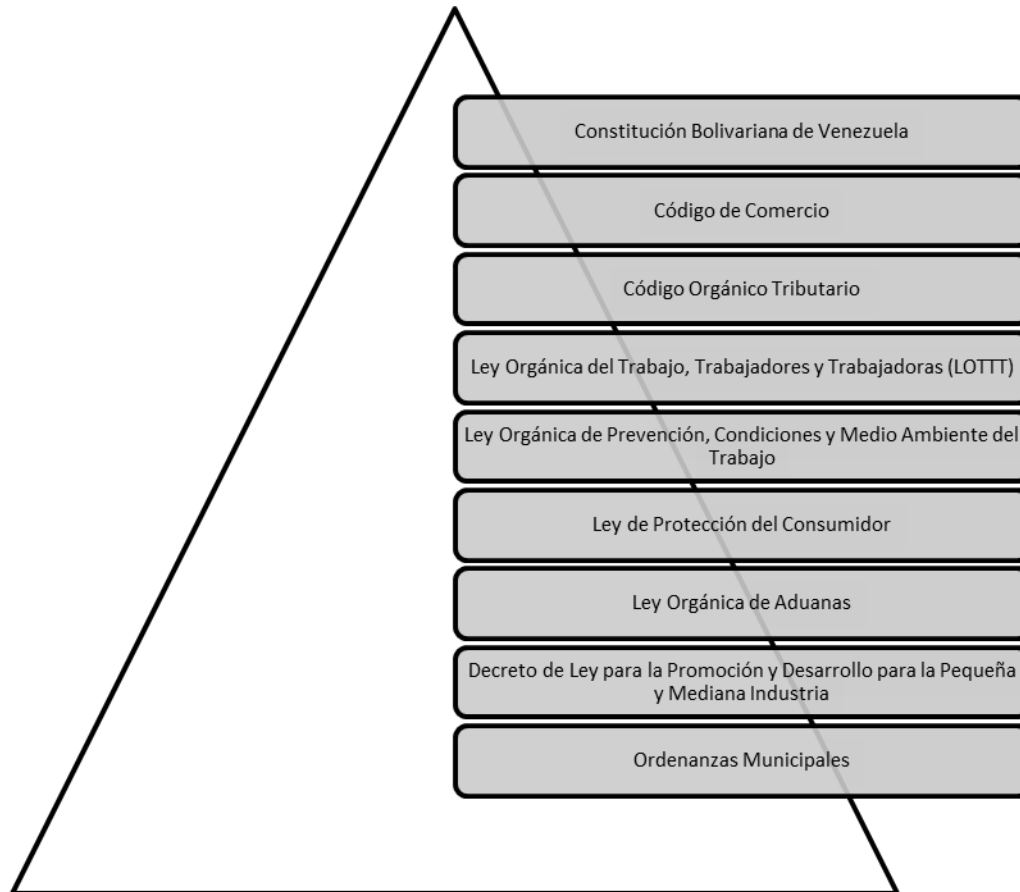 Constitución Bolivariana de Venezuela
Código de Comercio
Código Orgánico Tributario
Ley Orgánica del Trabajo, Trabajadores y Trabajadoras (LOTTT)
Ley Orgánica de Prevención, Condiciones y Medio Ambiente del
Trabajo
Ley de Protección del Consumidor
Ley Orgánica de Aduanas
Decreto de Ley para la Promoción y Desarrollo para la Pequeña
y Mediana Industria
Ordenanzas Municipales